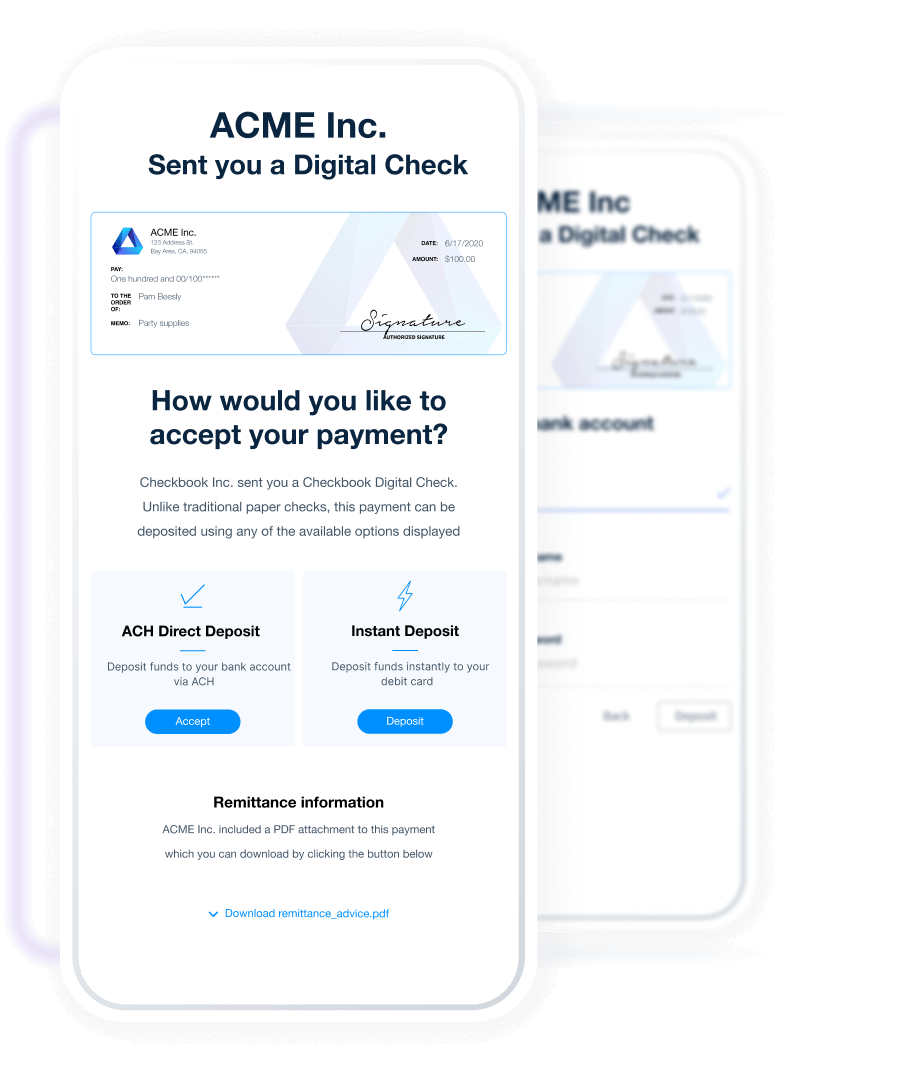 ACME Inc.
Sent you a Digital Check
ACME Inc.
123 Address St.
Bay Area, CA, 94065
DATE: 6/17/2020
AMOUNT: $100,00
PAY:
One hundred and 00/100******
TO THE
ORDER
OF:
Pam Beesly
MEMO: Party supplies
Signature
AUTHORIZED SIGNATURE
How would you like to
accept your payment?
Checkbook Inc. sent you a Checkbook Digital Check.
Unlike traditional paper checks, this payment can be
deposited using any of the available options displayed
ACH Direct Deposit
Deposit funds to your bank account
via ACH
Accept
Instant Deposit
Deposit funds instantly to your
debit card
Deposit
Remittance information
ACME Inc. included a PDF attachment to this payment
which you can download by clicking the button below
Download remittance_advice.pdf
ME Inc
a Digital Check
Signature
ank account
Back
Deposit